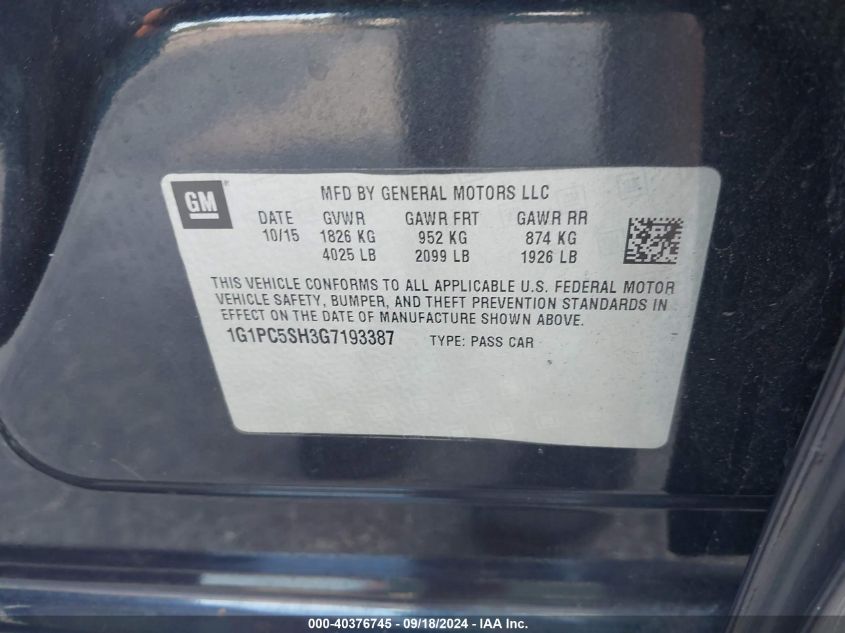 GM
MFD BY GENERAL MOTORS LLC
DATE GVWR GAWR FRT GAWR RR
10/15 1826 KG 952 KG 874 KG
4025 LB 2099 LB 1926 LB
THIS VEHICLE CONFORMS TO ALL APPLICABLE U.S. FEDERAL MOTOR
VEHICLE SAFETY, BUMPER, AND THEFT PREVENTION STANDARDS IN
EFFECT ON THE DATE OF MANUFACTURE SHOWN ABOVE.
1G1PC5SH3G7193387 TYPE: PASS CAR
000-40376745 - 09/18/2024 - IAA Inc.